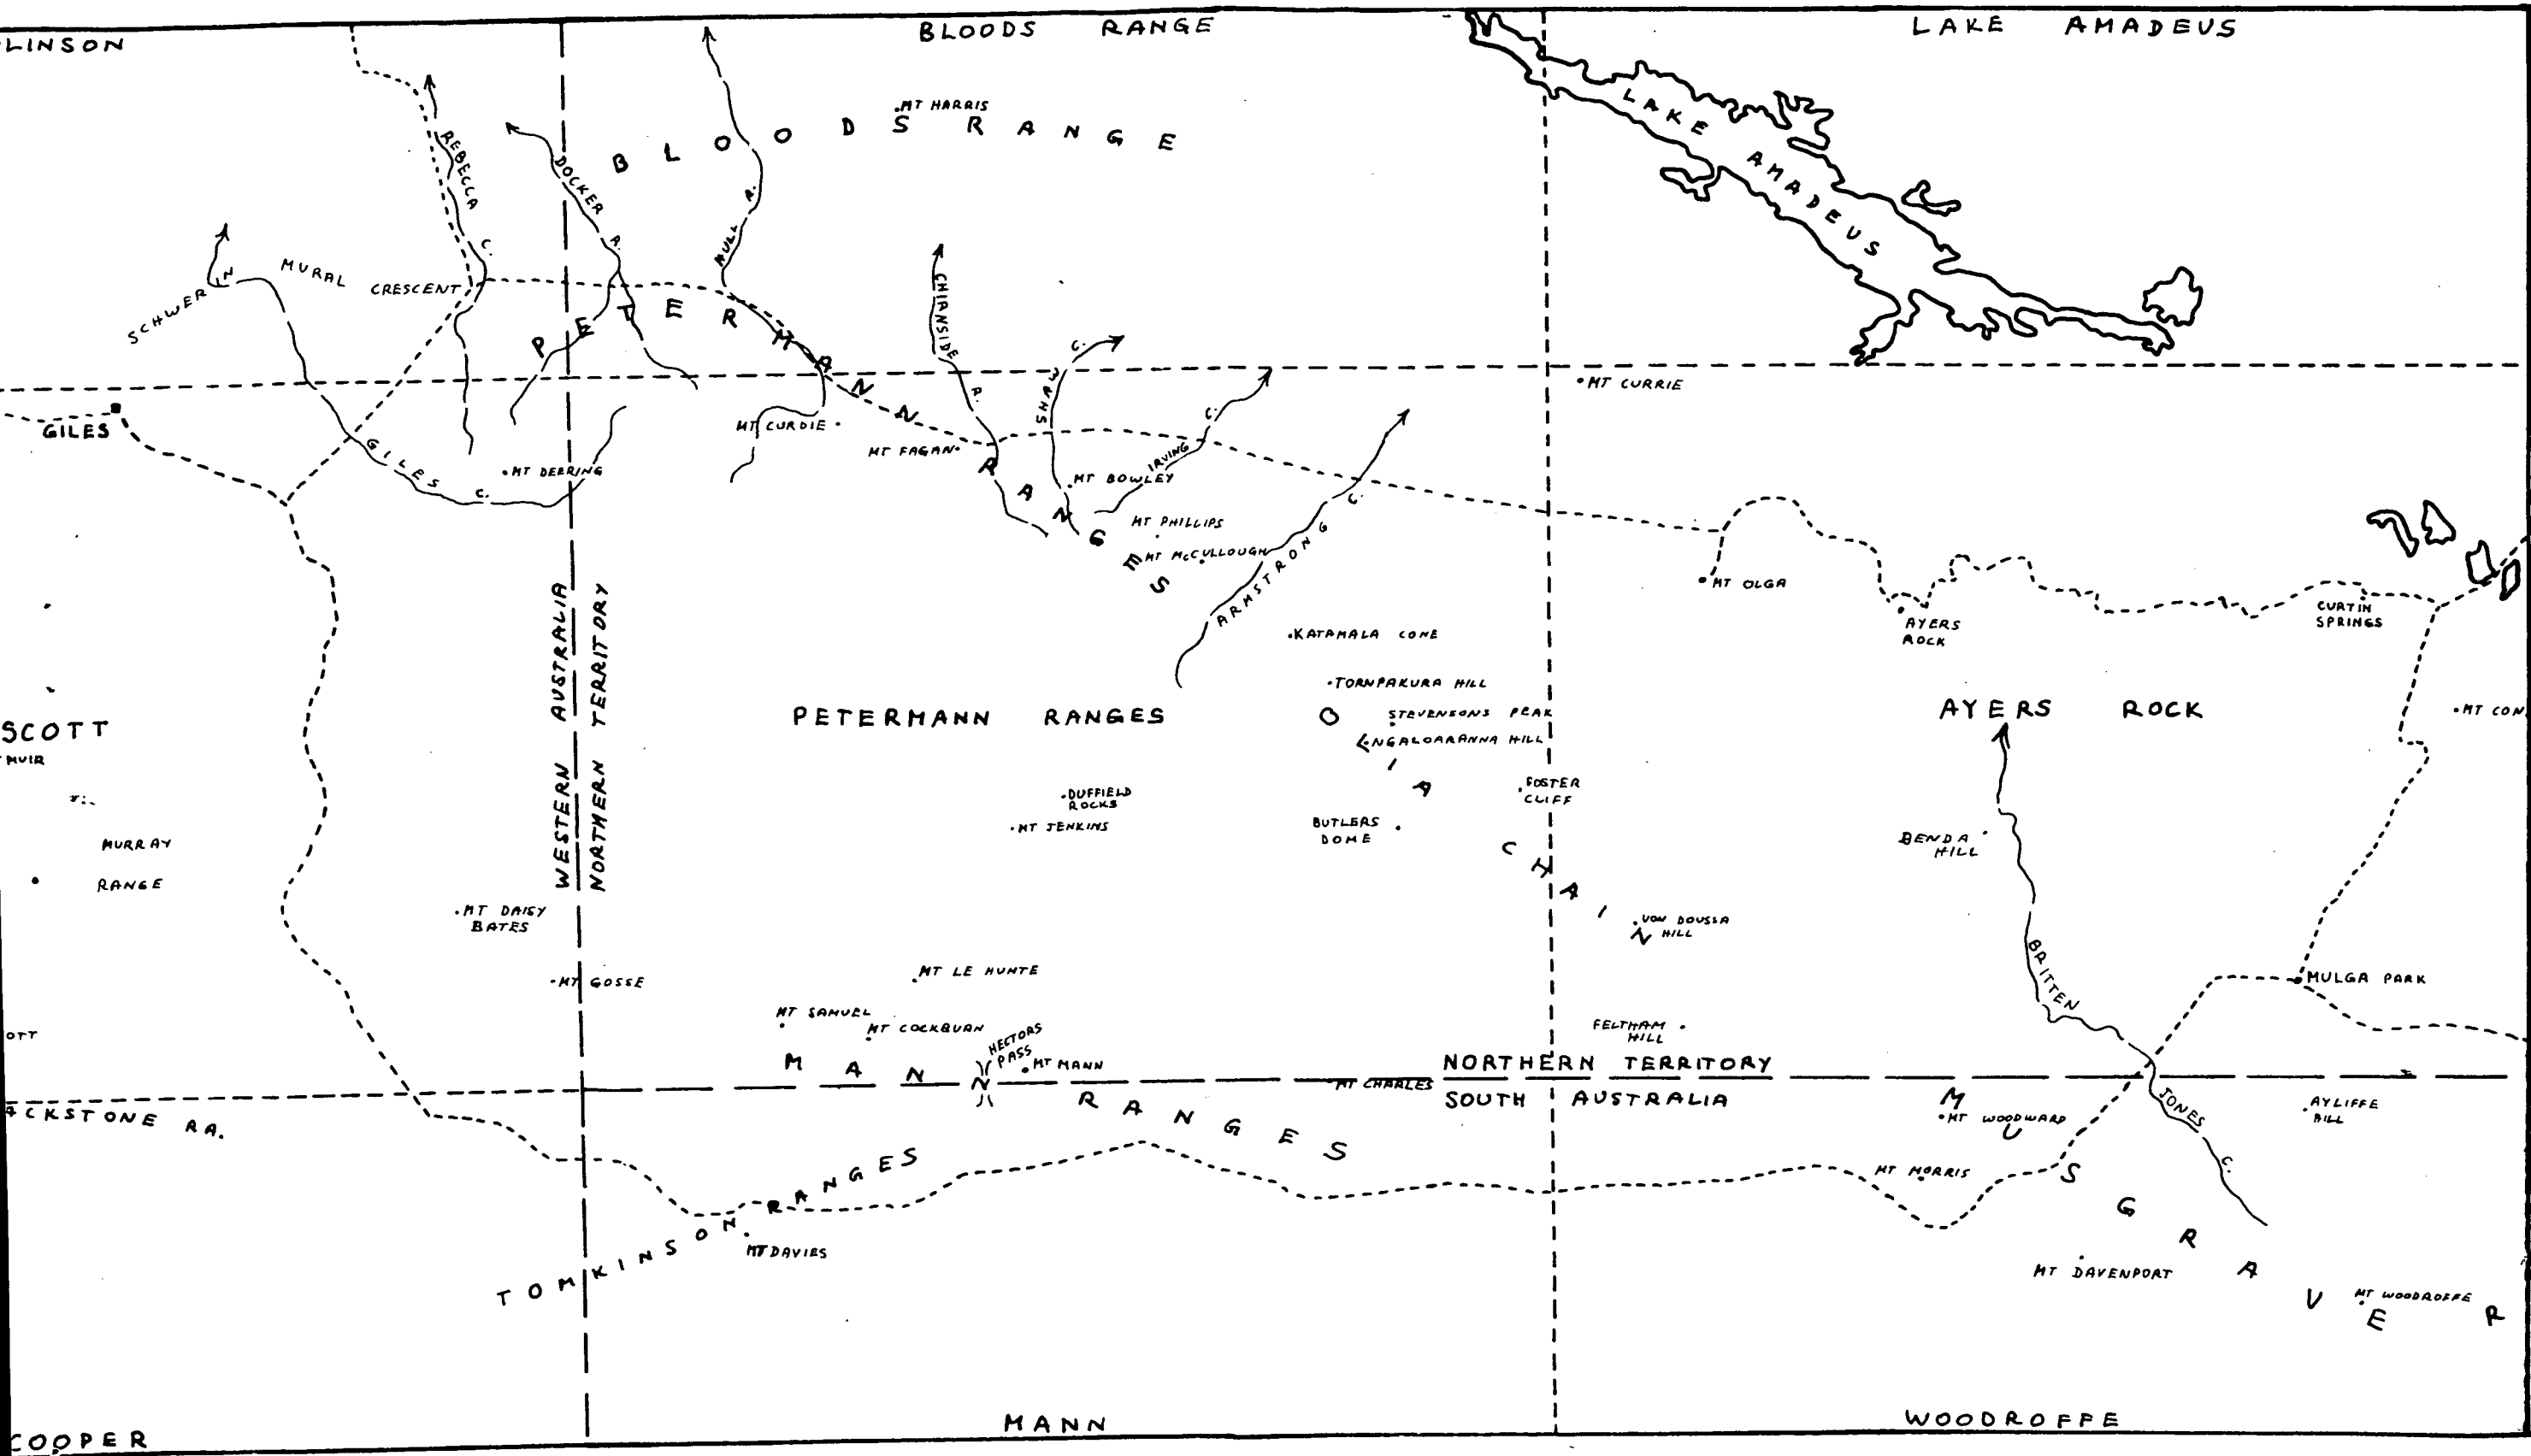 LINSON
BLOODS RANGE
LAKE AMADEUS
MT HARRIS
BLOODS RANGE
LAKE AMADEUS
REBECCA C.
DOCKER R.
HULL R.
SCHWERIN
MURAL CRESCENT
CHIRNSIDE R.
SHAW C.
PETERMANN RANGES
MT CURRIE
GILES
MT CURDIE
MT FAGAN
GILES C.
MT DEERING
MT BOWLEY
IRVING C.
MT PHILLIPS
MT McCULLOUGH
ARMSTRONG C.
MT OLGA
AYERS
ROCK
CURTIN
SPRINGS
KATAMALA CONE
TORNPAKURA HILL
WESTERN AUSTRALIA
NORTHERN TERRITORY
SCOTT
MUIR
PETERMANN RANGES
STEVENSONS PEAK
NGALOARANNA HILL
OLIA CHAIN
AYERS ROCK
MT CON
DUFFIELD
ROCKS
MT JENKINS
FOSTER
CLIFF
BUTLERS
DOME
BENDA
HILL
MURRAY
RANGE
MT DAISY
BATES
VON DOUSSA
HILL
BRITTEN
MT GOSSE
MT LE HUNTE
MULGA PARK
MT SAMUEL
MT COCKBURN
HECTORS
PASS
MT MANN
FELTHAM
HILL
OTT
MANN RANGES
NORTHERN TERRITORY
MT CHARLES
SOUTH AUSTRALIA
ACKSTONE RA.
JONES C.
MT WOODWARD
AYLIFFE
HILL
MT MORRIS
MUSGRAVE R
TOMKINSON RANGES
MT DAVIES
MT DAVENPORT
MT WOODROFFE
COOPER
MANN
WOODROFFE